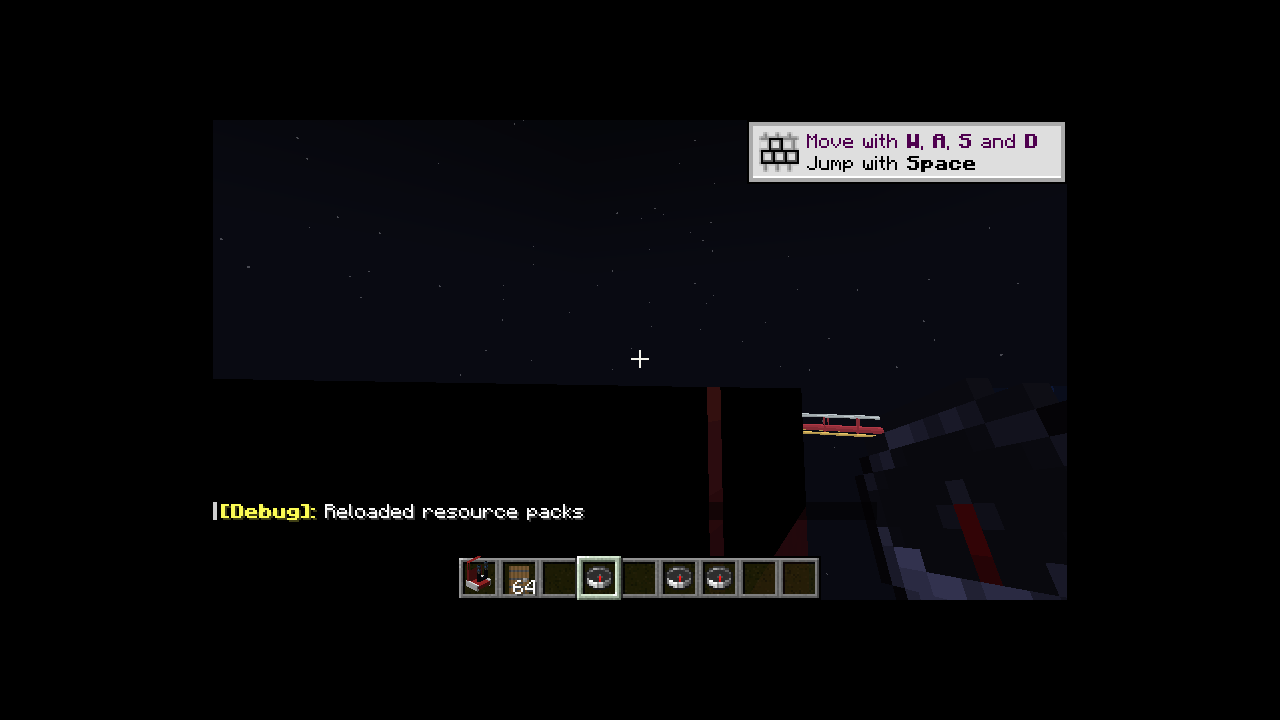 Move with W, A, S and D
Jump with Space
[Debug]: Reloaded resource packs
64